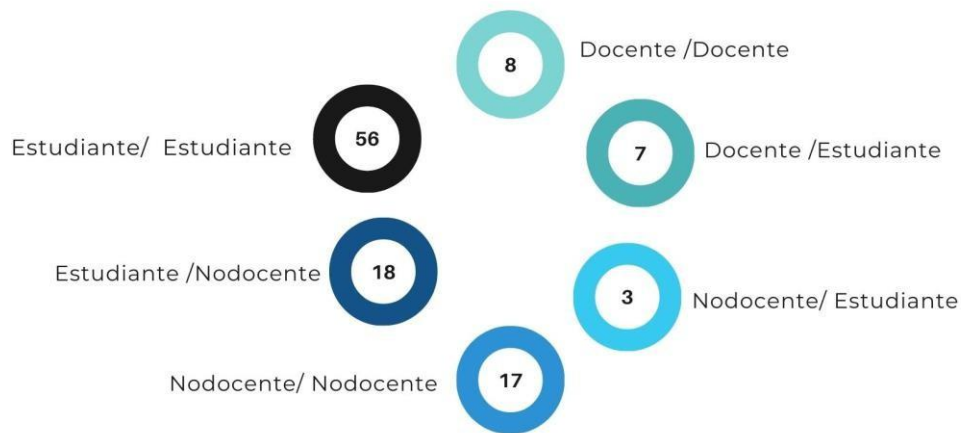 8
Docente /Docente
56
Estudiante/ Estudiante
7
Docente /Estudiante
18
Estudiante /Nodocente
3
Nodocente/ Estudiante
17
Nodocente/ Nodocente